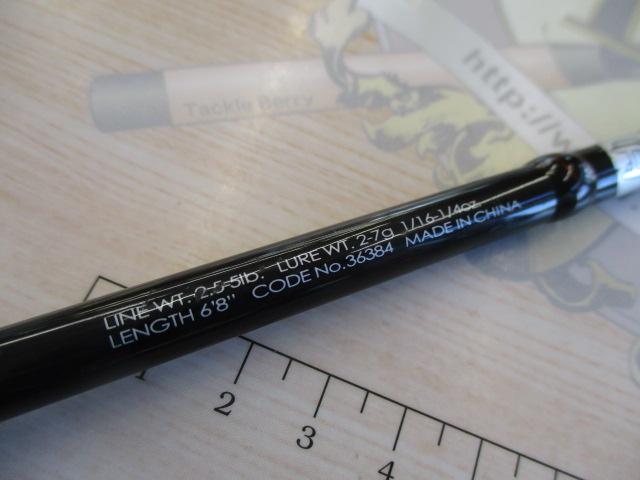 http://w
Tackle Berry
LINE WT. 2.5-5lb. LURE WT. 2-7g 1/16-1/4oz.
LENGTH 6'8" CODE No.36384 MADE IN CHINA
2
3
4